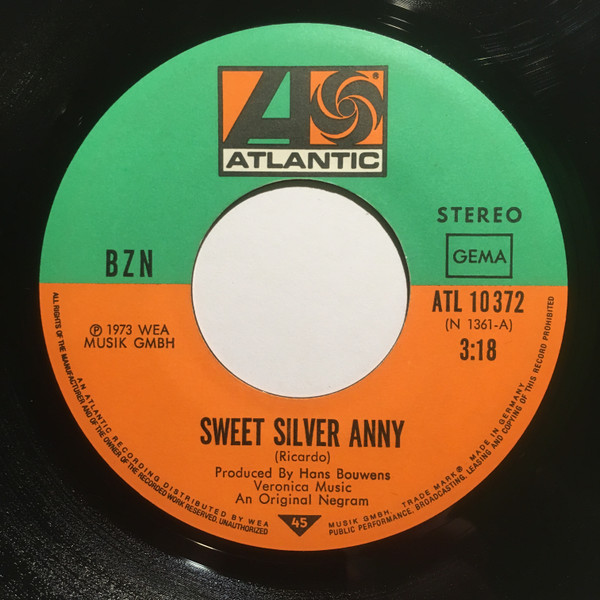 ATLANTIC
®
STEREO
GEMA
BZN
ATL 10 372
(N 1361-A)
3:18
℗ 1973 WEA
MUSIK GMBH
SWEET SILVER ANNY
(Ricardo)
Produced By Hans Bouwens
Veronica Music
An Original Negram
45
AN ATLANTIC RECORDING DISTRIBUTED BY WEA MUSIK GMBH. TRADE MARK® MADE IN GERMANY
ALL RIGHTS OF THE MANUFACTURER AND OF THE OWNER OF THE RECORDED WORK RESERVED. UNAUTHORIZED PUBLIC PERFORMANCE, BROADCASTING, LEASING AND COPYING OF THIS RECORD PROHIBITED